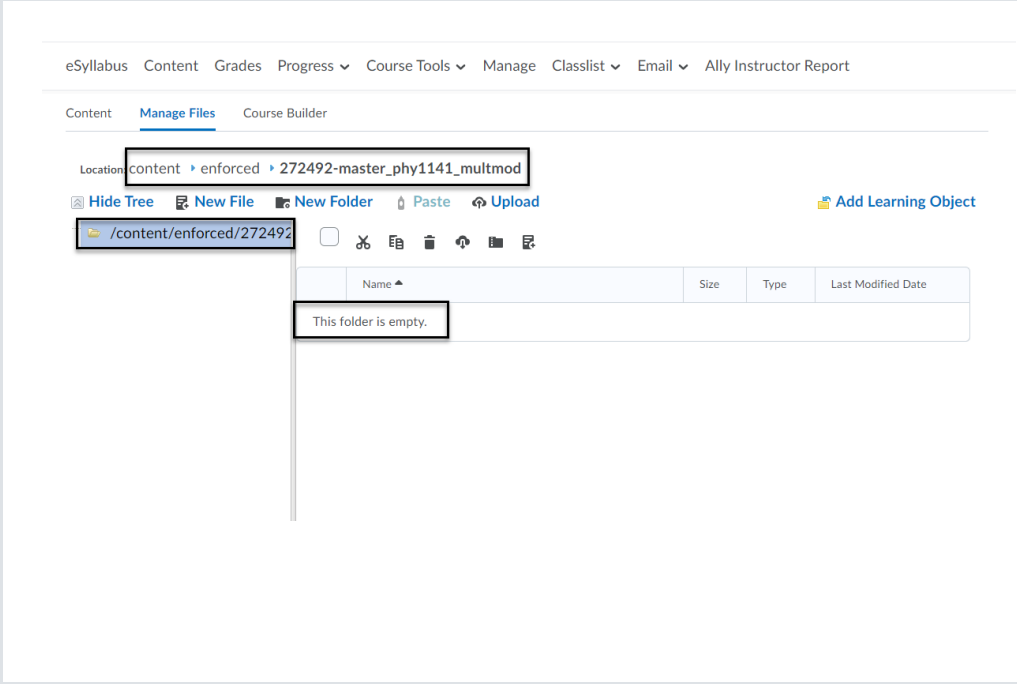 eSyllabus Content Grades Progress Course Tools Manage Classlist Email Ally Instructor Report
Content Manage Files Course Builder
Location: content enforced 272492-master_phy1141_multmod
Hide Tree New File New Folder Paste Upload Add Learning Object
/content/enforced/272492
Name Size Type Last Modified Date
This folder is empty.